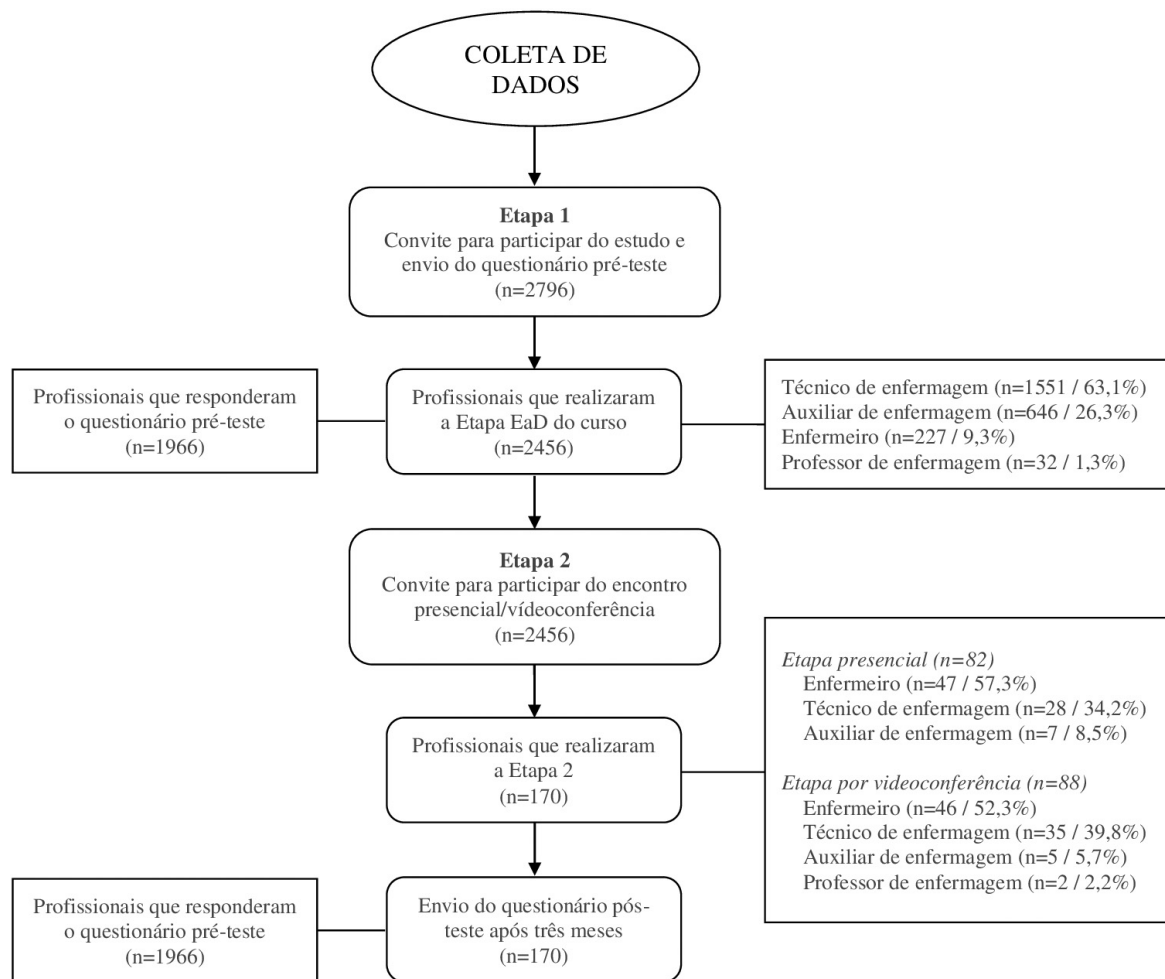 COLETA DE
DADOS
Etapa 1
Convite para participar do estudo e
envio do questionário pré-teste
(n=2796)
Profissionais que responderam
o questionário pré-teste
(n=1966)
Profissionais que realizaram
a Etapa EaD do curso
(n=2456)
Técnico de enfermagem (n=1551 / 63,1%)
Auxiliar de enfermagem (n=646 / 26,3%)
Enfermeiro (n=227 / 9,3%)
Professor de enfermagem (n=32 / 1,3%)
Etapa 2
Convite para participar do encontro
presencial/vídeoconferência
(n=2456)
Profissionais que realizaram
a Etapa 2
(n=170)
Etapa presencial (n=82)
Enfermeiro (n=47 / 57,3%)
Técnico de enfermagem (n=28 / 34,2%)
Auxiliar de enfermagem (n=7 / 8,5%)
Etapa por videoconferência (n=88)
Enfermeiro (n=46 / 52,3%)
Técnico de enfermagem (n=35 / 39,8%)
Auxiliar de enfermagem (n=5 / 5,7%)
Professor de enfermagem (n=2 / 2,2%)
Profissionais que responderam
o questionário pré-teste
(n=1966)
Envio do questionário pós-
teste após três meses
(n=170)